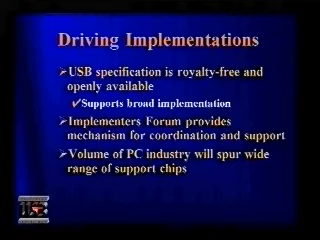 Driving Implementations
➢USB specification is royalty-free and
openly available
✓Supports broad implementation
➢Implementers Forum provides
mechanism for coordination and support
➢Volume of PC industry will spur wide
range of support chips